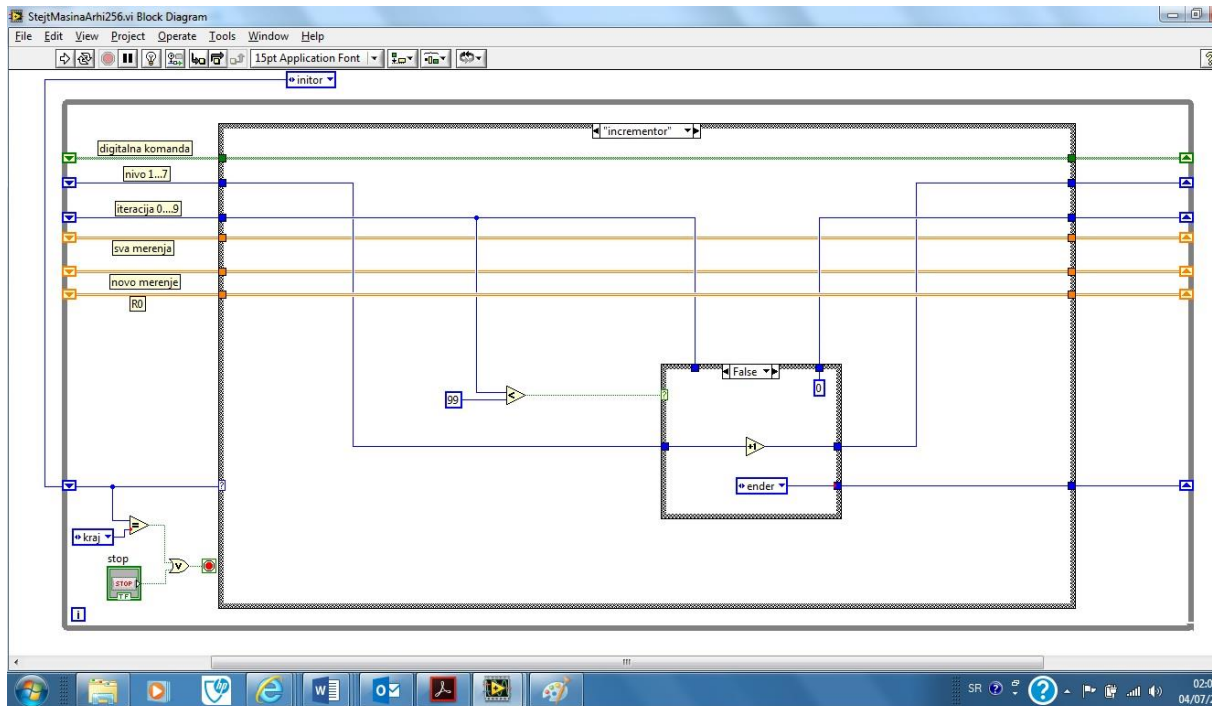 StejtMasinaArhi256.vi Block Diagram
File Edit View Project Operate Tools Window Help
15pt Application Font
initor
"incrementor"
digitalna komanda
nivo 1...7
iteracija 0....9
sva merenja
novo merenje
R0
False
0
99
+1
ender
kraj
stop
STOP
TF
i
SR
02:0
04/07/2